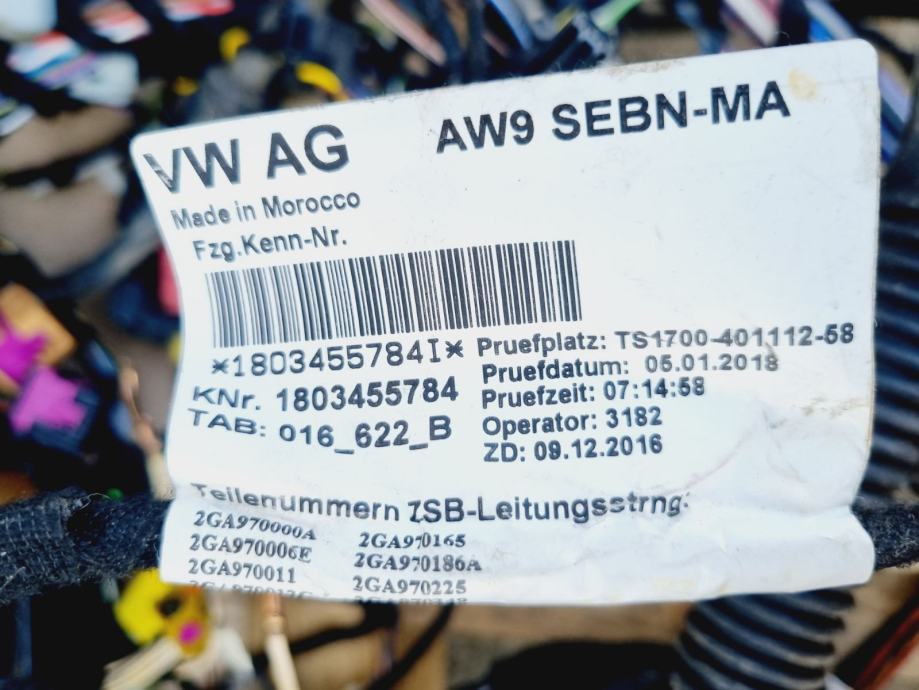 VW AG AW9 SEBN-MA
Made in Morocco
Fzg.Kenn-Nr.
*1803455784I*
KNr. 1803455784
TAB: 016_622_B
Pruefplatz: TS1700-401112-58
Pruefdatum: 05.01.2018
Pruefzeit: 07:14:58
Operator: 3182
ZD: 09.12.2016
Teilenummern ZSB-Leitungsstrng:
2GA970000A 2GA970165
2GA970006E 2GA970186A
2GA970011 2GA970225